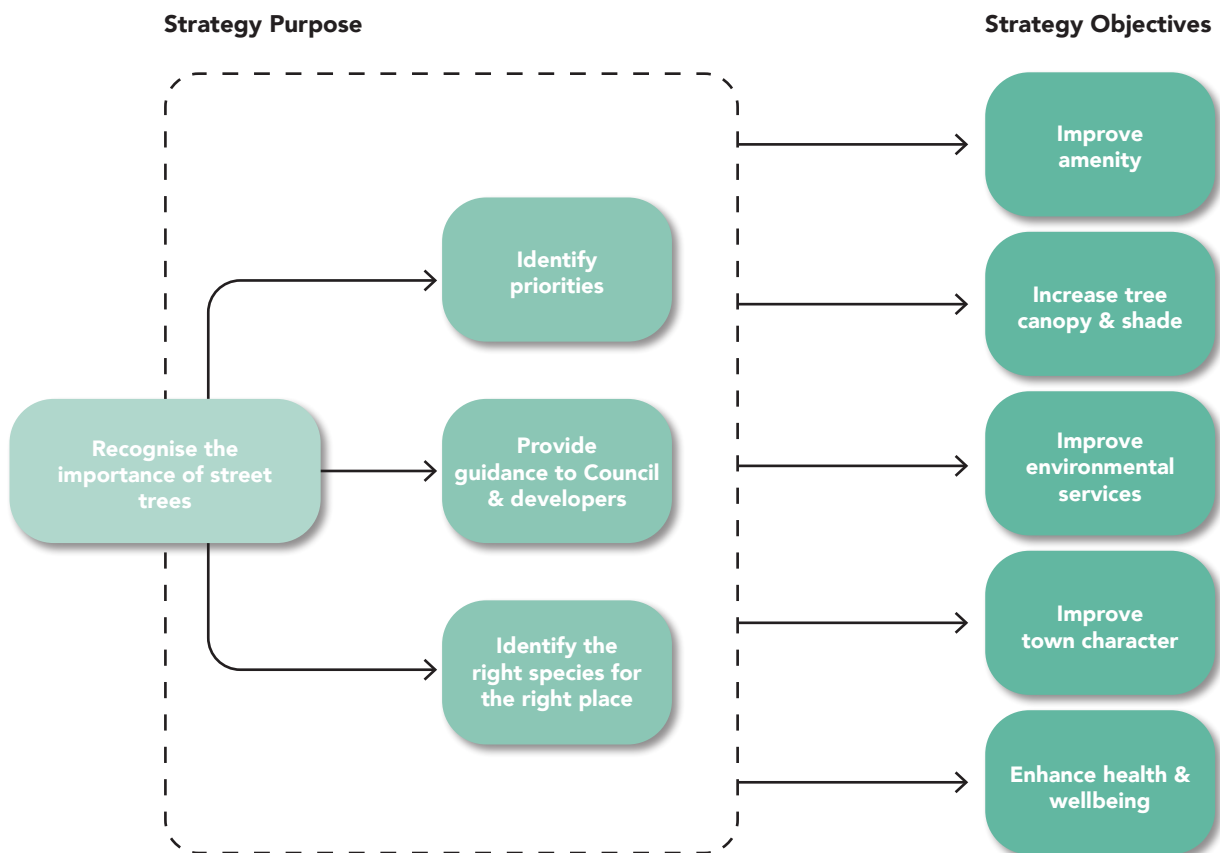 Strategy Purpose
Strategy Objectives
Recognise the
importance of street
trees
Identify
priorities
Provide
guidance to Council
& developers
Identify the
right species for
the right place
Improve
amenity
Increase tree
canopy & shade
Improve
environmental
services
Improve
town character
Enhance health &
wellbeing